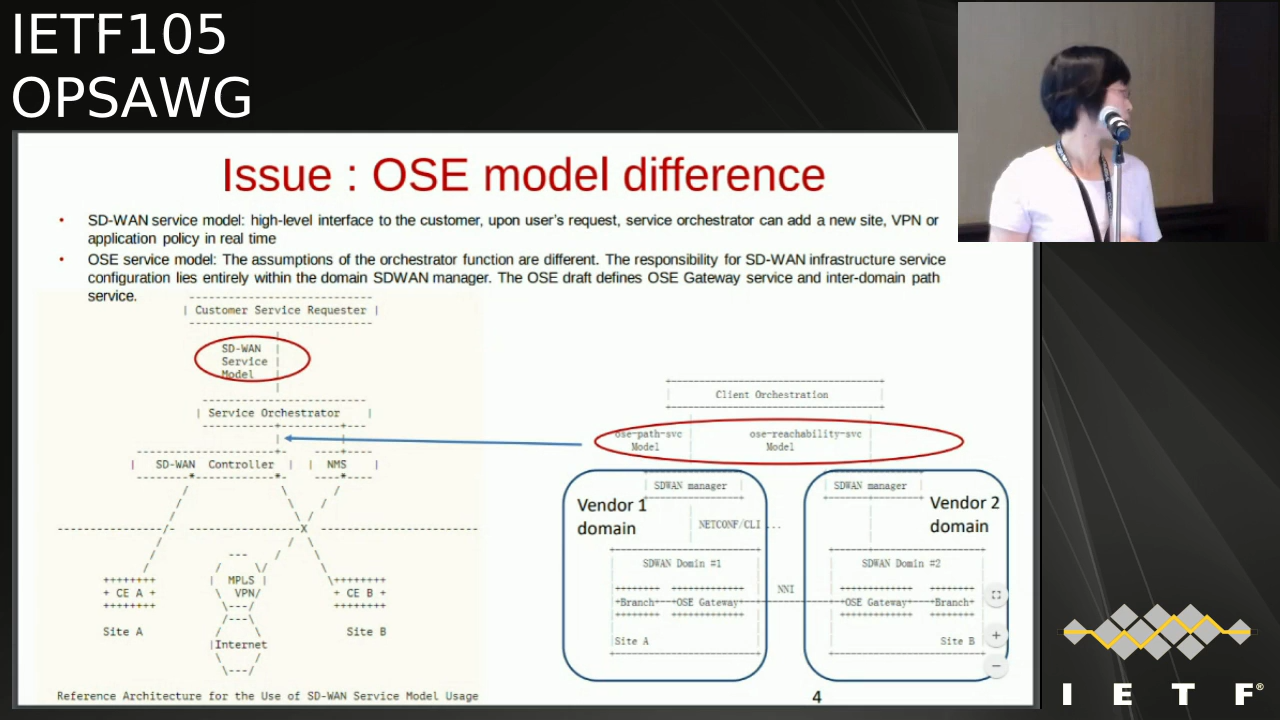 IETF105
OPSAWG
Issue : OSE model difference
• SD-WAN service model: high-level interface to the customer, upon user's request, service orchestrator can add a new site, VPN or
application policy in real time
• OSE service model: The assumptions of the orchestrator function are different. The responsibility for SD-WAN infrastructure service
configuration lies entirely within the domain SDWAN manager. The OSE draft defines OSE Gateway service and inter-domain path
service.
Customer Service Requester
SD-WAN
Service
Model
Service Orchestrator
SD-WAN Controller
NMS
MPLS
VPN
+ CE A +
+ CE B +
Site A
Site B
Internet
Reference Architecture for the Use of SD-WAN Service Model Usage
Client Orchestration
ose-path-svc
Model
ose-reachability-svc
Model
SDWAN manager
SDWAN manager
Vendor 1
domain
Vendor 2
domain
NETCONF/CLI ...
SDWAN Domin #1
SDWAN Domin #2
NNI
Branch
OSE Gateway
OSE Gateway
Branch
Site A
Site B
4
I E T F®